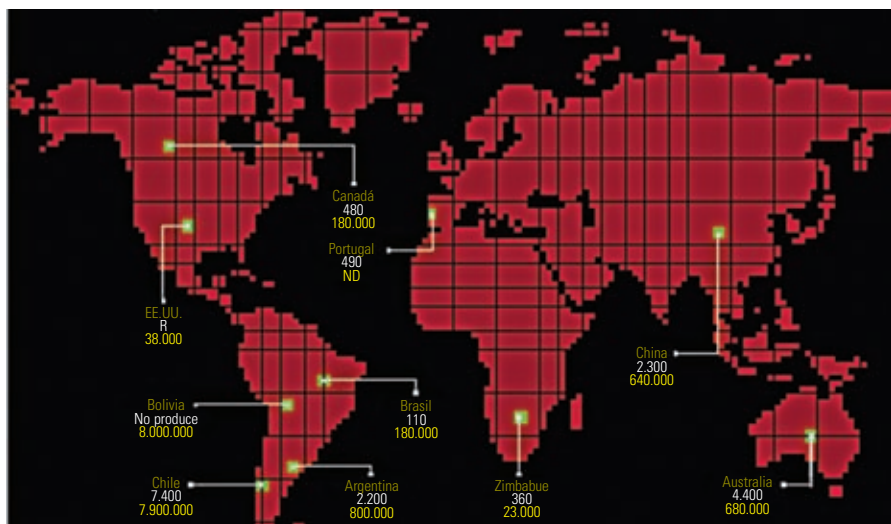 Canadá
480
180.000
Portugal
490
ND
EE.UU.
R
38.000
China
2.300
640.000
Bolivia
No produce
8.000.000
Brasil
110
180.000
Chile
7.400
7.900.000
Argentina
2.200
800.000
Zimbabue
360
23.000
Australia
4.400
680.000